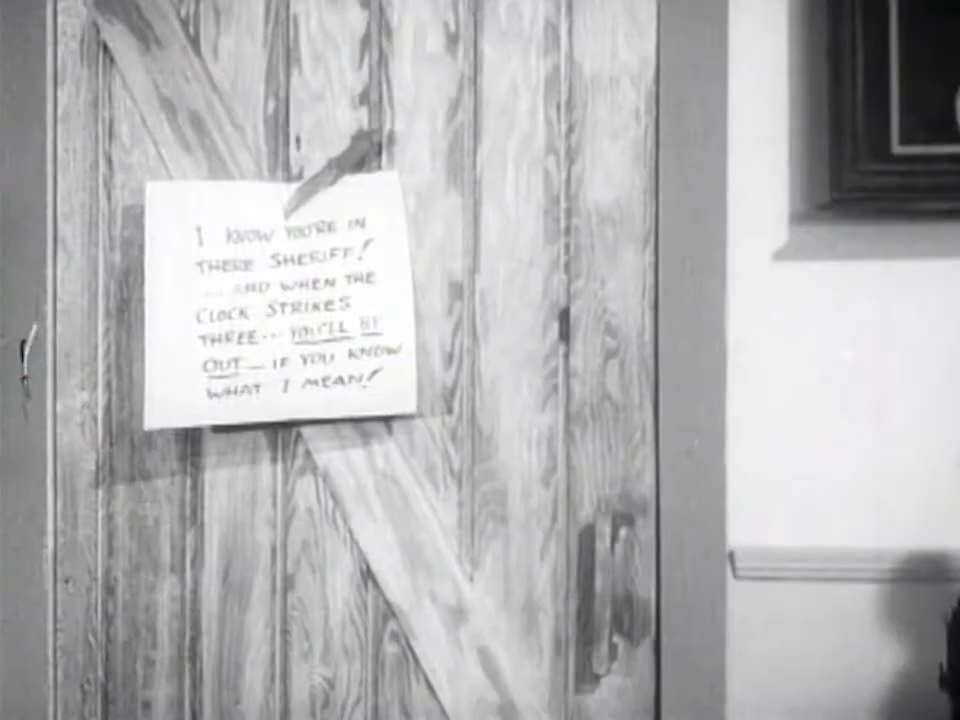 I KNOW YOU'RE IN
THERE SHERIFF!
...AND WHEN THE
CLOCK STRIKES
THREE... YOU'LL BE
OUT — IF YOU KNOW
WHAT I MEAN!